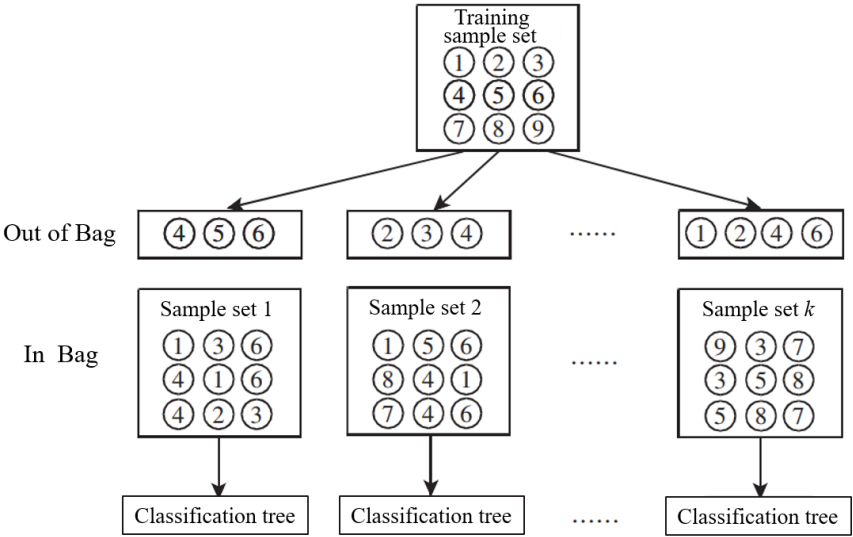 Training
sample set
1 2 3
4 5 6
7 8 9
Out of Bag
4 5 6
2 3 4
......
1 2 4 6
In Bag
Sample set 1
1 3 6
4 1 6
4 2 3
Sample set 2
1 5 6
8 4 1
7 4 6
......
Sample set k
9 3 7
3 5 8
5 8 7
Classification tree
Classification tree
......
Classification tree